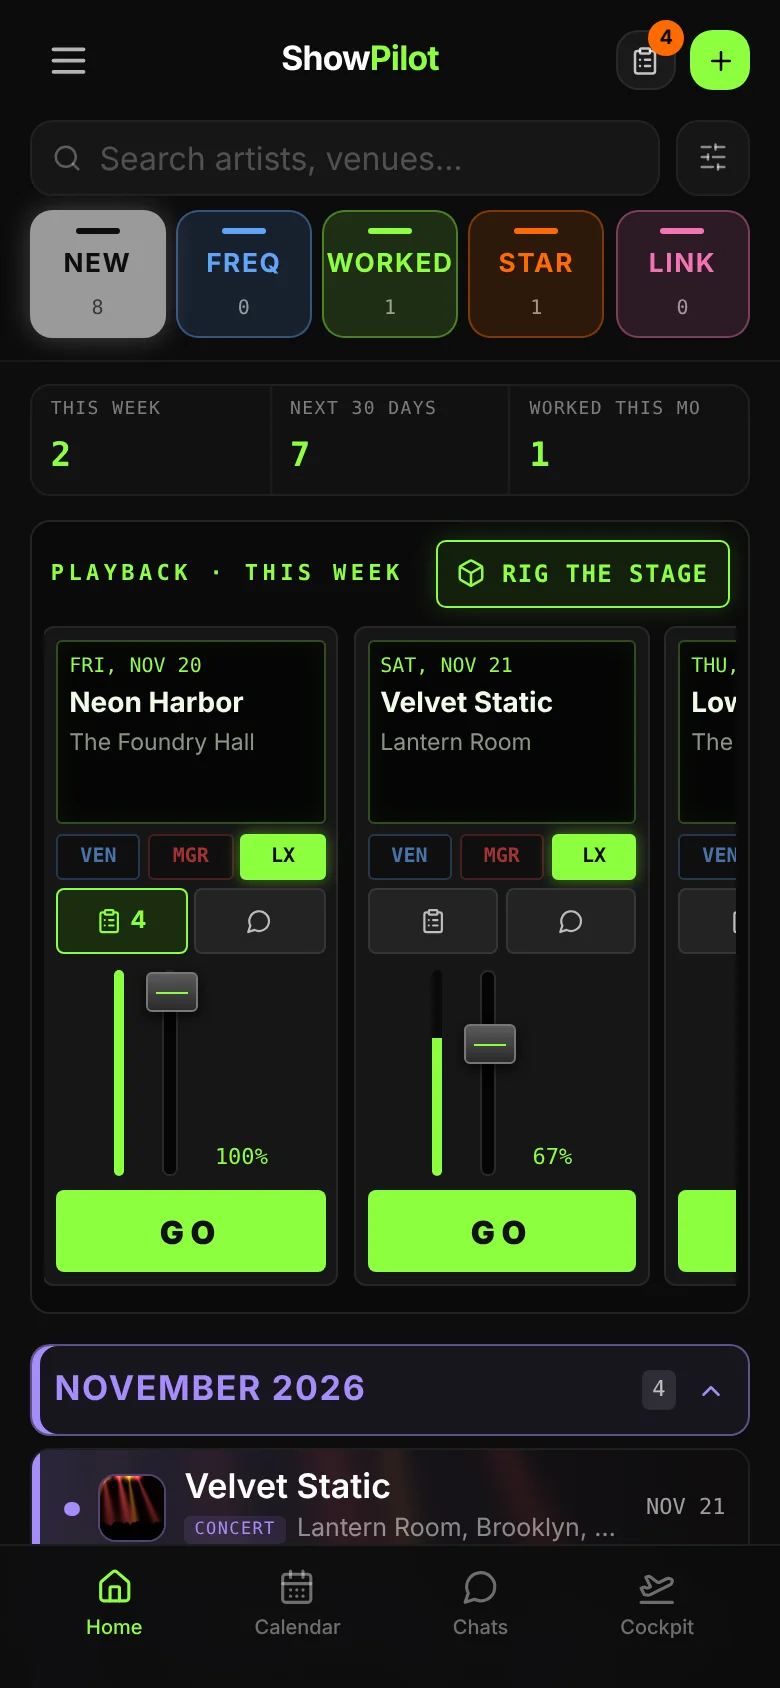 ShowPilot
4
Search artists, venues...
NEW
8
FREQ
0
WORKED
1
STAR
1
LINK
0
THIS WEEK
2
NEXT 30 DAYS
7
WORKED THIS MO
1
PLAYBACK · THIS WEEK
RIG THE STAGE
FRI, NOV 20
Neon Harbor
The Foundry Hall
VEN
MGR
LX
4
100%
GO
SAT, NOV 21
Velvet Static
Lantern Room
VEN
MGR
LX
67%
GO
THU,
The
VEN
NOVEMBER 2026
4
Velvet Static
CONCERT
Lantern Room, Brooklyn, ...
NOV 21
Home
Calendar
Chats
Cockpit